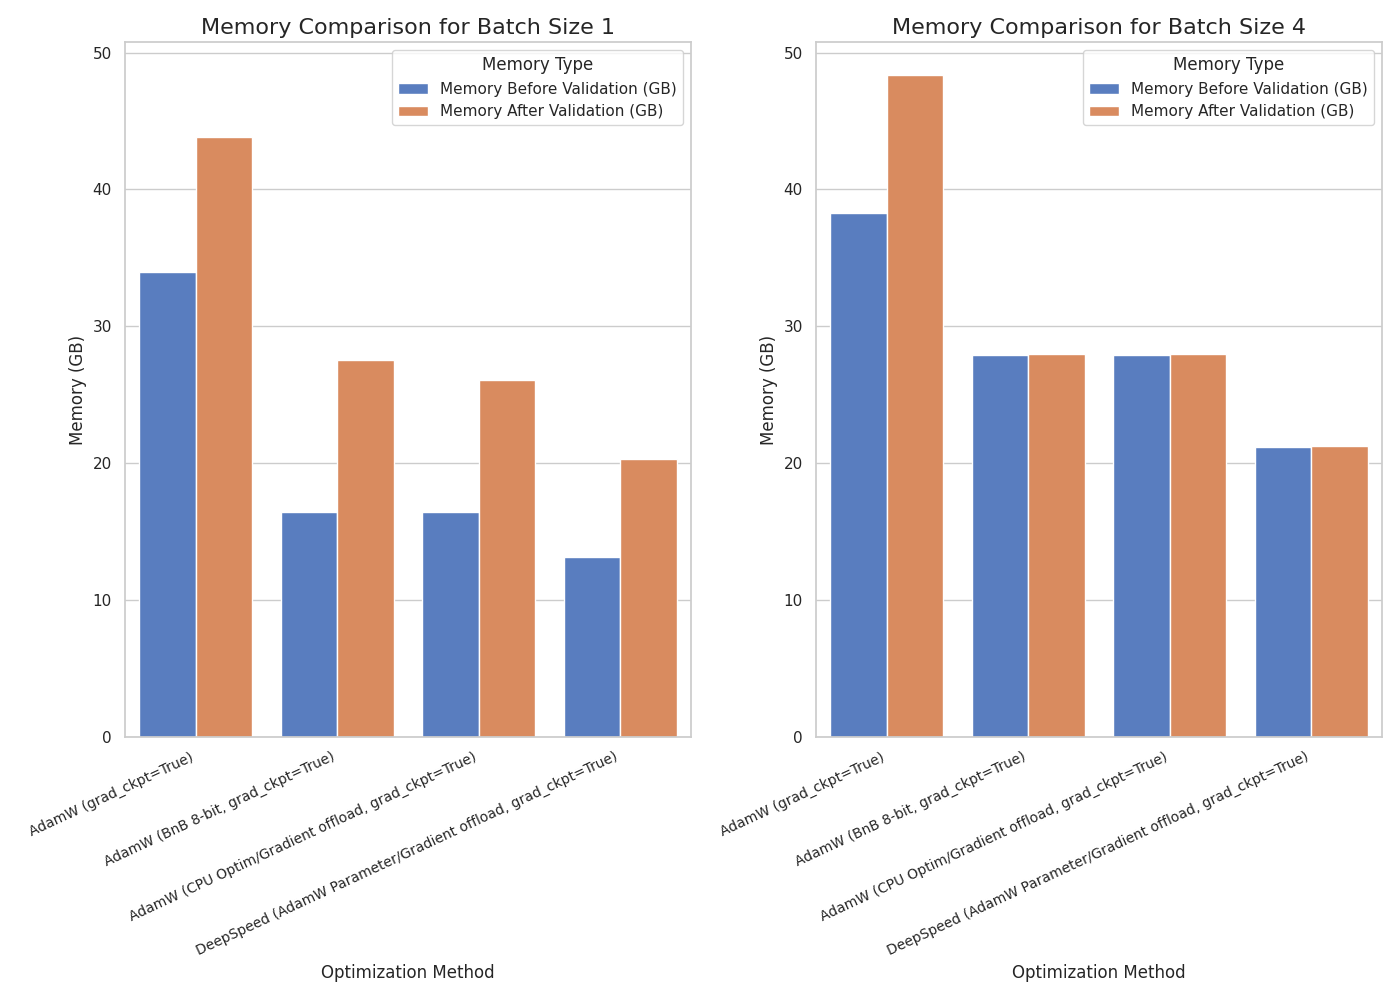 Memory Comparison for Batch Size 1
Memory (GB)
50
40
30
20
10
0
Memory Type
Memory Before Validation (GB)
Memory After Validation (GB)
AdamW (grad_ckpt=True)
AdamW (BnB 8-bit, grad_ckpt=True)
AdamW (CPU Optim/Gradient offload, grad_ckpt=True)
DeepSpeed (AdamW Parameter/Gradient offload, grad_ckpt=True)
Optimization Method
Memory Comparison for Batch Size 4
Memory (GB)
50
40
30
20
10
0
Memory Type
Memory Before Validation (GB)
Memory After Validation (GB)
AdamW (grad_ckpt=True)
AdamW (BnB 8-bit, grad_ckpt=True)
AdamW (CPU Optim/Gradient offload, grad_ckpt=True)
DeepSpeed (AdamW Parameter/Gradient offload, grad_ckpt=True)
Optimization Method